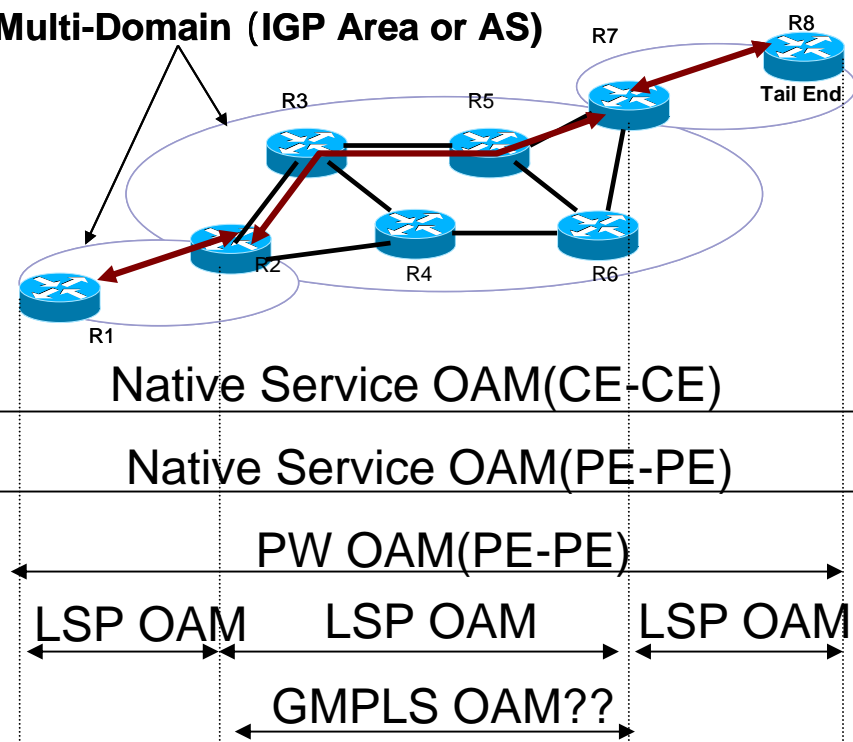 Multi-Domain (IGP Area or AS)
R7
R8
Tail End
R3
R5
R2
R4
R6
R1
Native Service OAM(CE-CE)
Native Service OAM(PE-PE)
PW OAM(PE-PE)
LSP OAM
LSP OAM
LSP OAM
GMPLS OAM??